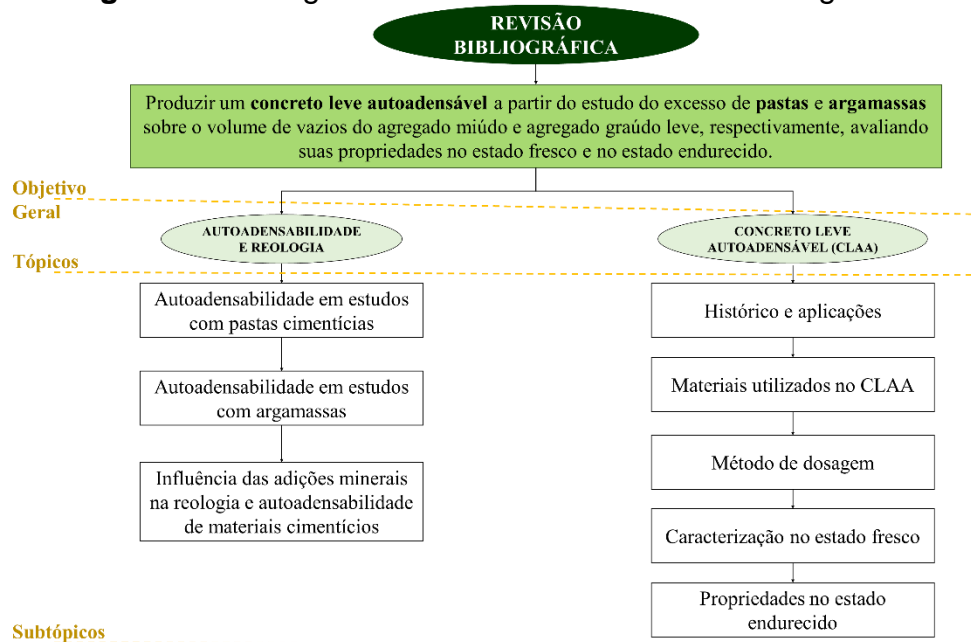 REVISÃO
BIBLIOGRÁFICA
Produzir um concreto leve autoadensável a partir do estudo do excesso de pastas e argamassas
sobre o volume de vazios do agregado miúdo e agregado graúdo leve, respectivamente, avaliando
suas propriedades no estado fresco e no estado endurecido.
Objetivo
Geral
AUTOADENSABILIDADE
E REOLOGIA
CONCRETO LEVE
AUTOADENSÁVEL (CLAA)
Tópicos
Autoadensabilidade em estudos
com pastas cimentícias
Autoadensabilidade em estudos
com argamassas
Influência das adições minerais
na reologia e autoadensabilidade
de materiais cimentícios
Histórico e aplicações
Materiais utilizados no CLAA
Método de dosagem
Caracterização no estado fresco
Propriedades no estado
endurecido
Subtópicos